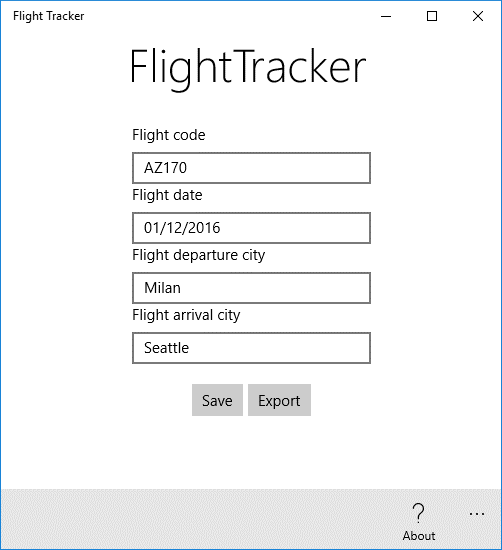 Flight Tracker
FlightTracker
Flight code
AZ170
Flight date
01/12/2016
Flight departure city
Milan
Flight arrival city
Seattle
Save Export
?
...
About